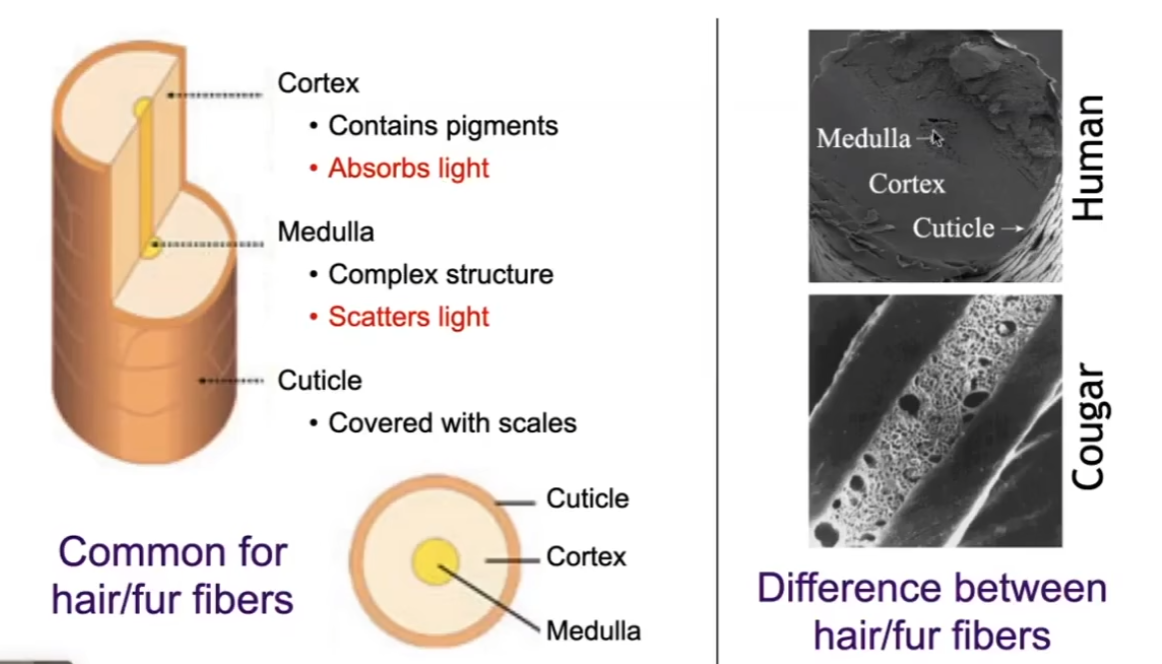 Cortex
• Contains pigments
• Absorbs light
Medulla
• Complex structure
• Scatters light
Cuticle
• Covered with scales
Cuticle
Cortex
Medulla
Common for
hair/fur fibers
Medulla
Cortex
Cuticle
Human
Cougar
Difference between
hair/fur fibers